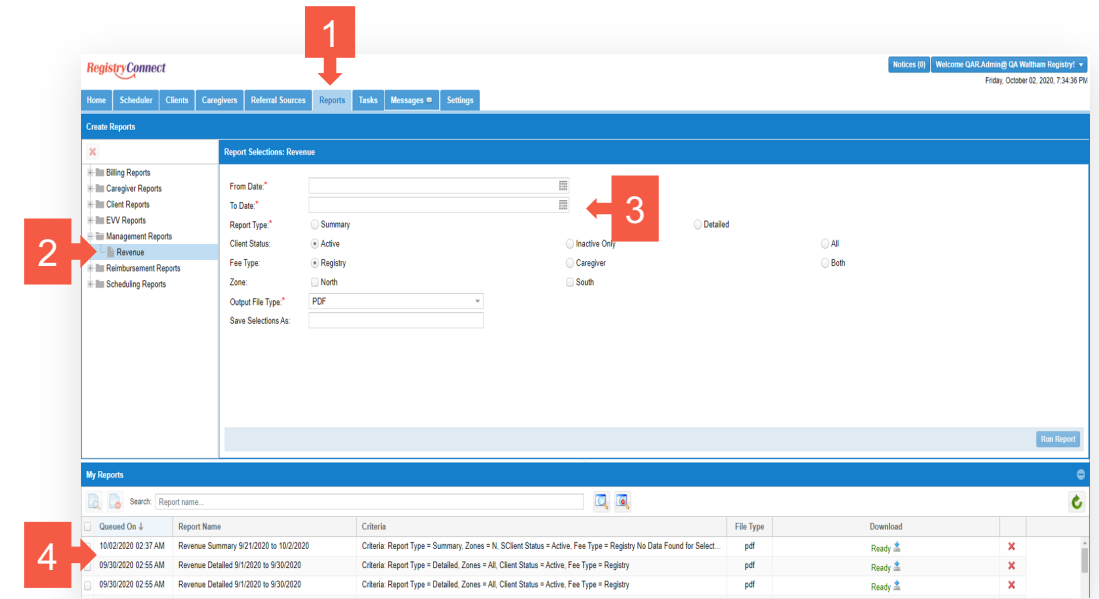 1
RegistryConnect
Notices (0) Welcome QAR.Admin@ QA Waltham Registry!
Friday, October 02, 2020, 7:34:36 PM
Home Scheduler Clients Caregivers Referral Sources Reports Tasks Messages Settings
Create Reports
Report Selections: Revenue
Billing Reports
Caregiver Reports
Client Reports
EVV Reports
Management Reports
Revenue
Reimbursement Reports
Scheduling Reports
2
From Date:*
To Date:*
3
Report Type:* Summary Detailed
Client Status: Active Inactive Only All
Fee Type: Registry Caregiver Both
Zone: North South
Output File Type:* PDF
Save Selections As:
Run Report
My Reports
Search: Report name...
Queued On ↓ Report Name Criteria File Type Download
4
10/02/2020 02:37 AM Revenue Summary 9/21/2020 to 10/2/2020 Criteria: Report Type = Summary, Zones = N, SClient Status = Active, Fee Type = Registry No Data Found for Select... pdf Ready
09/30/2020 02:55 AM Revenue Detailed 9/1/2020 to 9/30/2020 Criteria: Report Type = Detailed, Zones = All, Client Status = Active, Fee Type = Registry pdf Ready
09/30/2020 02:55 AM Revenue Detailed 9/1/2020 to 9/30/2020 Criteria: Report Type = Detailed, Zones = All, Client Status = Active, Fee Type = Registry pdf Ready